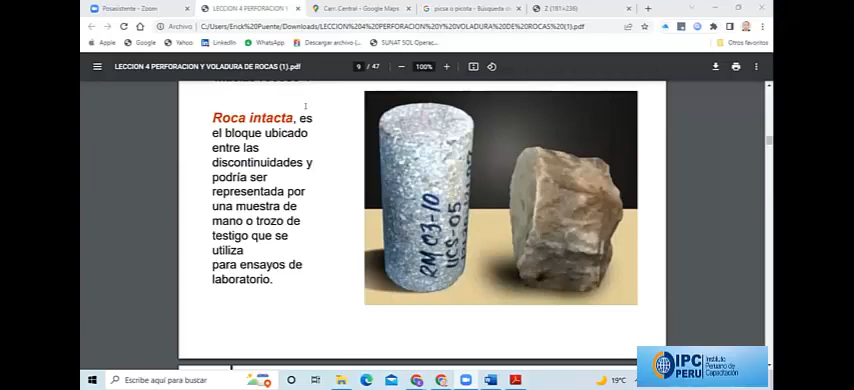 Posasistente - Zoom
LECCION 4 PERFORACION Y
Carr. Central - Google Maps
picsa o picota - Búsqueda de
Z (181×236)
Archivo
C:/Users/Erick%20Puente/Downloads/LECCION%204%20PERFORACION%20Y%20VOLADURA%20DE%20ROCAS%20(1).pdf
Apple
Google
Yahoo
LinkedIn
WhatsApp
Descargar archivo (...
SUNAT SOL Operac...
Otros favoritos
LECCION 4 PERFORACION Y VOLADURA DE ROCAS (1).pdf
9 / 47
100%
Roca intacta, es
el bloque ubicado
entre las
discontinuidades y
podría ser
representada por
una muestra de
mano o trozo de
testigo que se
utiliza
para ensayos de
laboratorio.
RM 03-10
UCS-05
Escribe aquí para buscar
19°C
IPC
PERÚ
Instituto
Peruano de
Capacitación